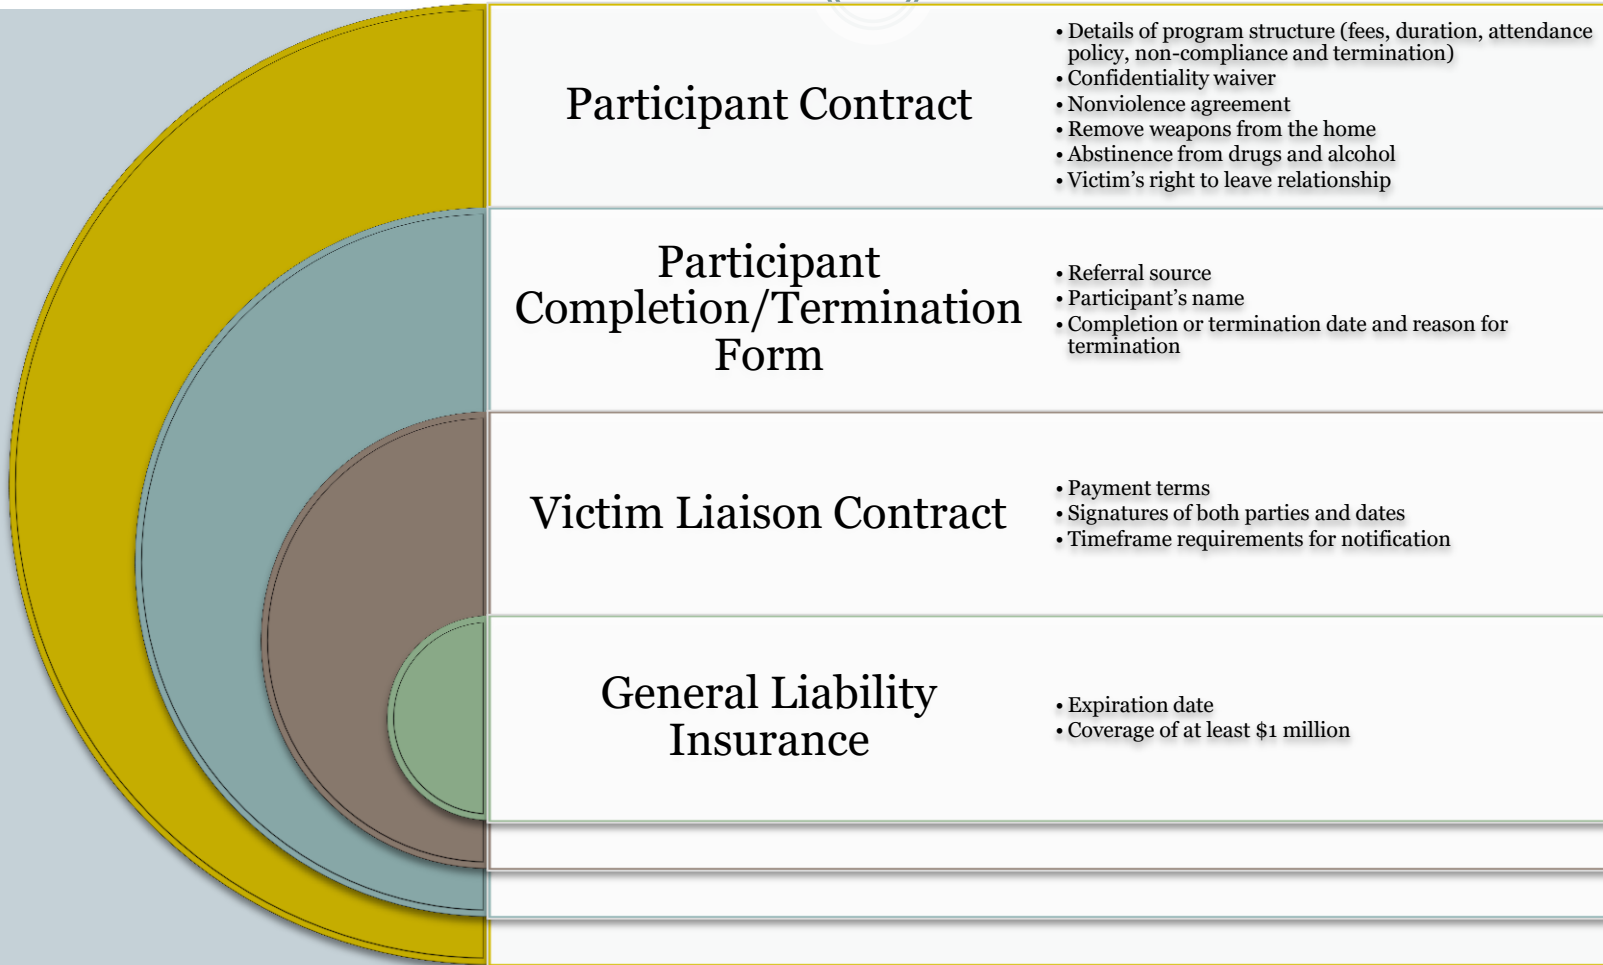 Participant Contract
• Details of program structure (fees, duration, attendance
policy, non-compliance and termination)
• Confidentiality waiver
• Nonviolence agreement
• Remove weapons from the home
• Abstinence from drugs and alcohol
• Victim’s right to leave relationship
Participant
Completion/Termination
Form
• Referral source
• Participant’s name
• Completion or termination date and reason for
termination
Victim Liaison Contract
• Payment terms
• Signatures of both parties and dates
• Timeframe requirements for notification
General Liability
Insurance
• Expiration date
• Coverage of at least $1 million